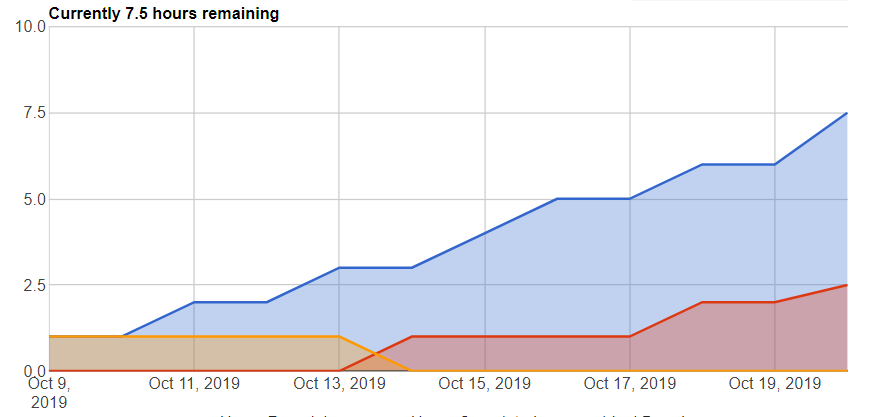 Currently 7.5 hours remaining
10.0
7.5
5.0
2.5
0.0
Oct 9, 2019
Oct 11, 2019
Oct 13, 2019
Oct 15, 2019
Oct 17, 2019
Oct 19, 2019